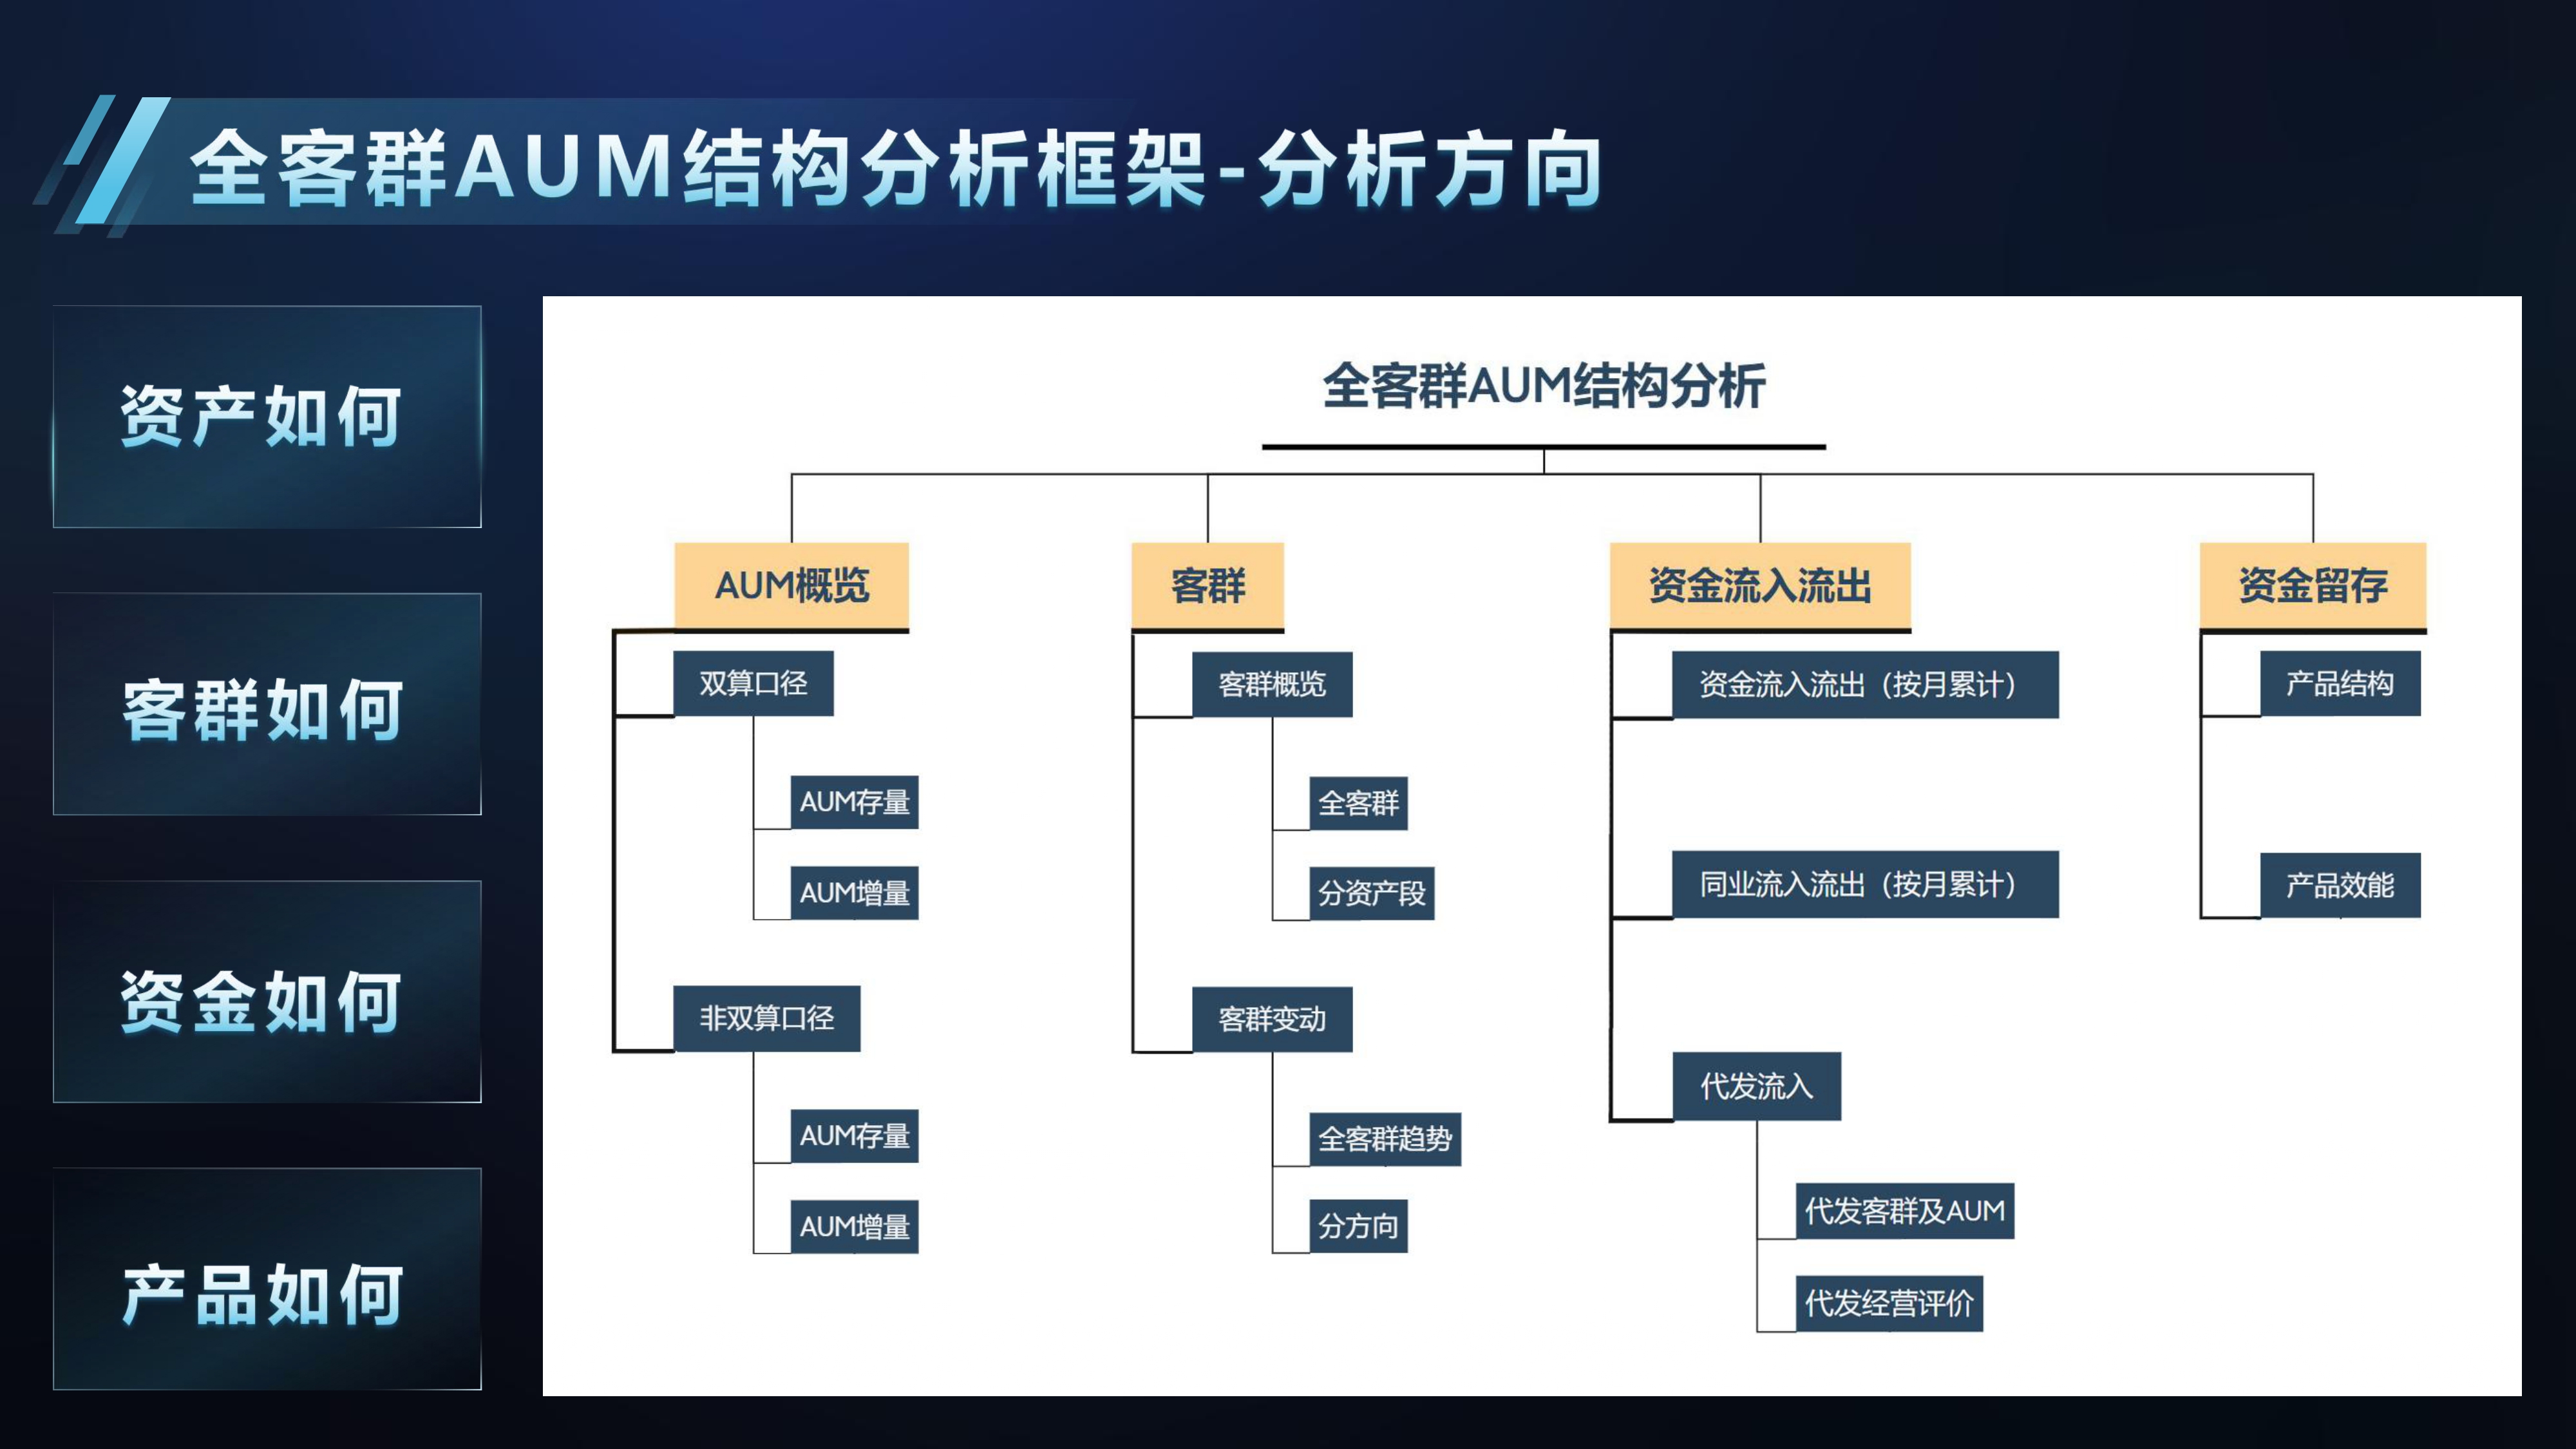 全客群AUM结构分析框架-分析方向
资产如何
客群如何
资金如何
产品如何
全客群AUM结构分析
AUM概览
双算口径
AUM存量
AUM增量
非双算口径
AUM存量
AUM增量
客群
客群概览
全客群
分资产段
客群变动
全客群趋势
分方向
资金流入流出
资金流入流出（按月累计）
同业流入流出（按月累计）
代发流入
代发客群及AUM
代发经营评价
资金留存
产品结构
产品效能